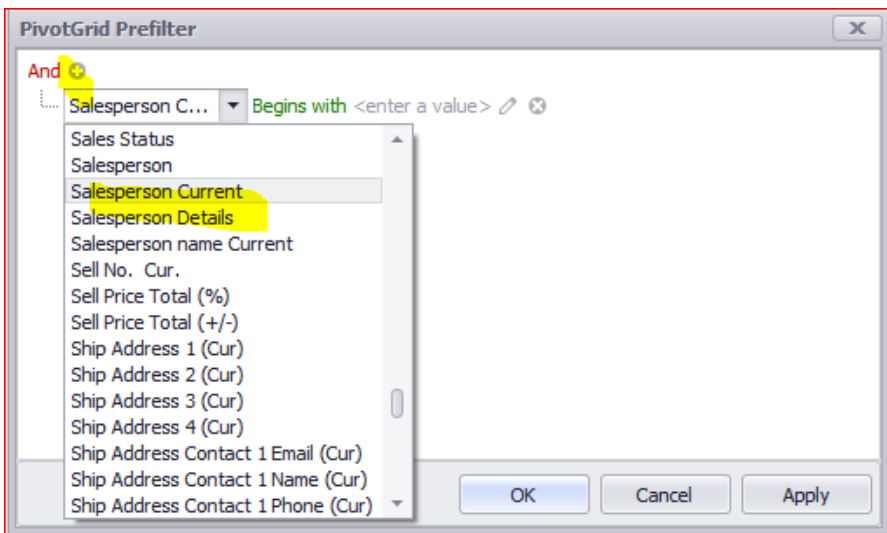 PivotGrid Prefilter
And
Salesperson C... Begins with <enter a value>
Sales Status
Salesperson
Salesperson Current
Salesperson Details
Salesperson name Current
Sell No.  Cur.
Sell Price Total (%)
Sell Price Total (+/-)
Ship Address 1 (Cur)
Ship Address 2 (Cur)
Ship Address 3 (Cur)
Ship Address 4 (Cur)
Ship Address Contact 1 Email (Cur)
Ship Address Contact 1 Name (Cur)
Ship Address Contact 1 Phone (Cur)
OK Cancel Apply